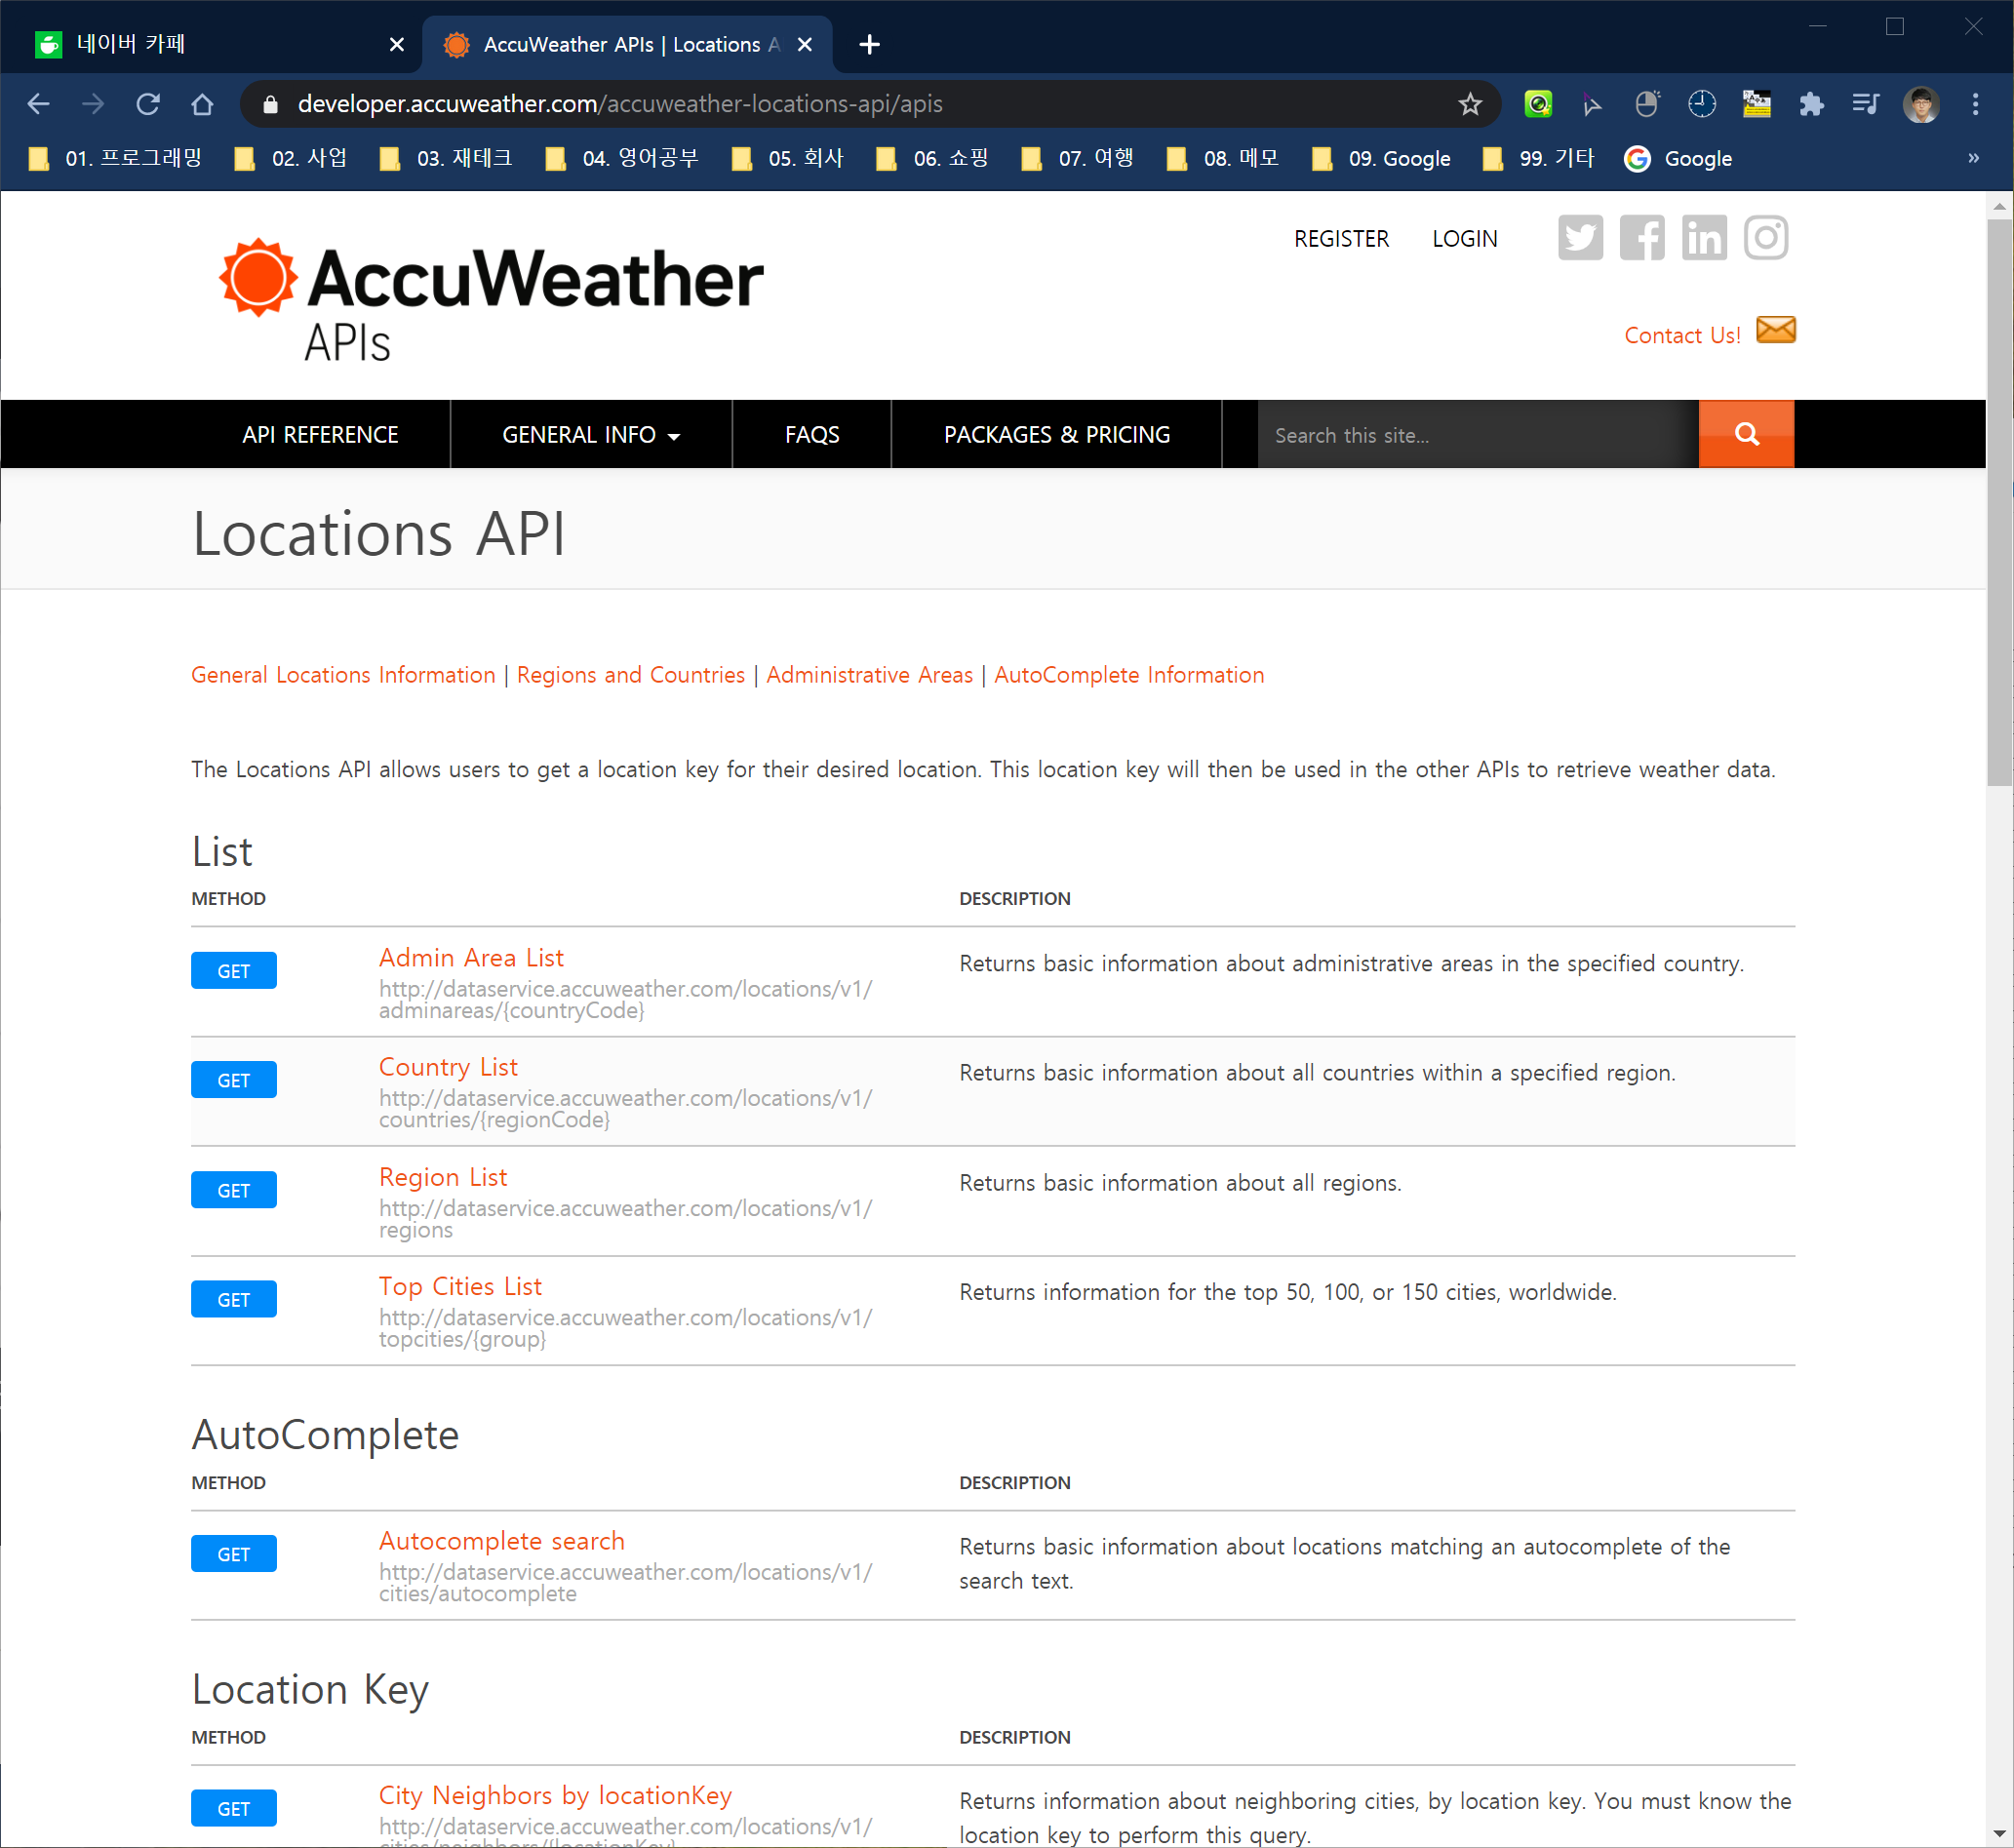 네이버 카페
AccuWeather APIs | Locations A
developer.accuweather.com/accuweather-locations-api/apis
01. 프로그래밍 02. 사업 03. 재테크 04. 영어공부 05. 회사 06. 쇼핑 07. 여행 08. 메모 09. Google 99. 기타 Google »
REGISTER LOGIN
AccuWeather
APIs
Contact Us!
API REFERENCE GENERAL INFO FAQS PACKAGES & PRICING Search this site...
Locations API
General Locations Information | Regions and Countries | Administrative Areas | AutoComplete Information
The Locations API allows users to get a location key for their desired location. This location key will then be used in the other APIs to retrieve weather data.
List
METHOD DESCRIPTION
GET Admin Area List Returns basic information about administrative areas in the specified country.
http://dataservice.accuweather.com/locations/v1/
adminareas/{countryCode}
GET Country List Returns basic information about all countries within a specified region.
http://dataservice.accuweather.com/locations/v1/
countries/{regionCode}
GET Region List Returns basic information about all regions.
http://dataservice.accuweather.com/locations/v1/
regions
GET Top Cities List Returns information for the top 50, 100, or 150 cities, worldwide.
http://dataservice.accuweather.com/locations/v1/
topcities/{group}
AutoComplete
METHOD DESCRIPTION
GET Autocomplete search Returns basic information about locations matching an autocomplete of the
http://dataservice.accuweather.com/locations/v1/ search text.
cities/autocomplete
Location Key
METHOD DESCRIPTION
GET City Neighbors by locationKey Returns information about neighboring cities, by location key. You must know the
http://dataservice.accuweather.com/locations/v1/ location key to perform this query.
cities/neighbors/{locationKey}